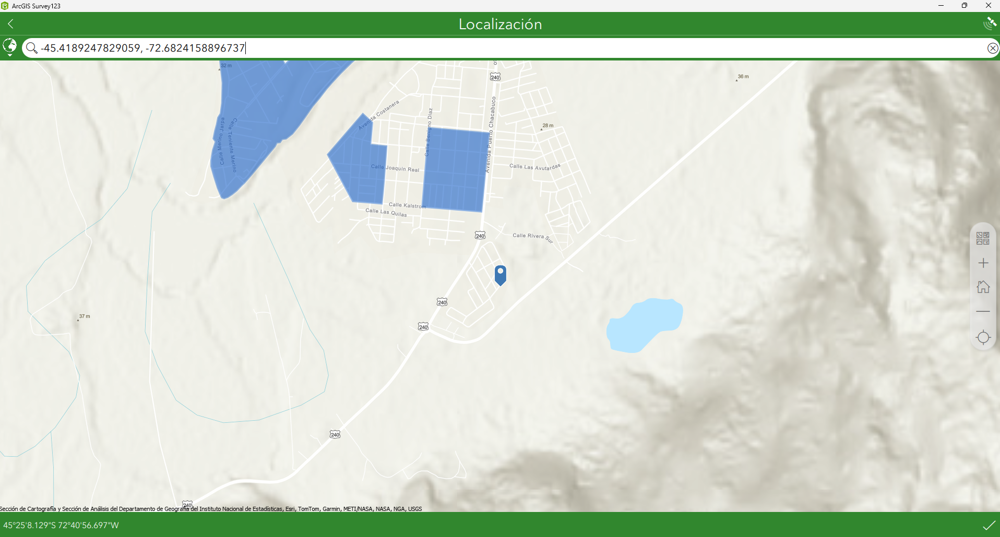 ArcGIS Survey123
Localización
-45.4189247829059, -72.6824158896737
32 m
240
36 m
Avenida Costanera
Calle Benigno Díaz
Avenida Puerto Chacabuco
28 m
Calle Merino Jarpa
Calle Teniente Merino
Calle Joaquín Real
Calle Las Avutardas
Calle Kalstrom
Calle Las Quilas
240
Calle Rivera Sur
240
37 m
240
240
240
Sección de Cartografía y Sección de Análisis del Departamento de Geografía del Instituto Nacional de Estadísticas, Esri, TomTom, Garmin, METI/NASA, NASA, NGA, USGS
45°25'8.129"S 72°40'56.697"W